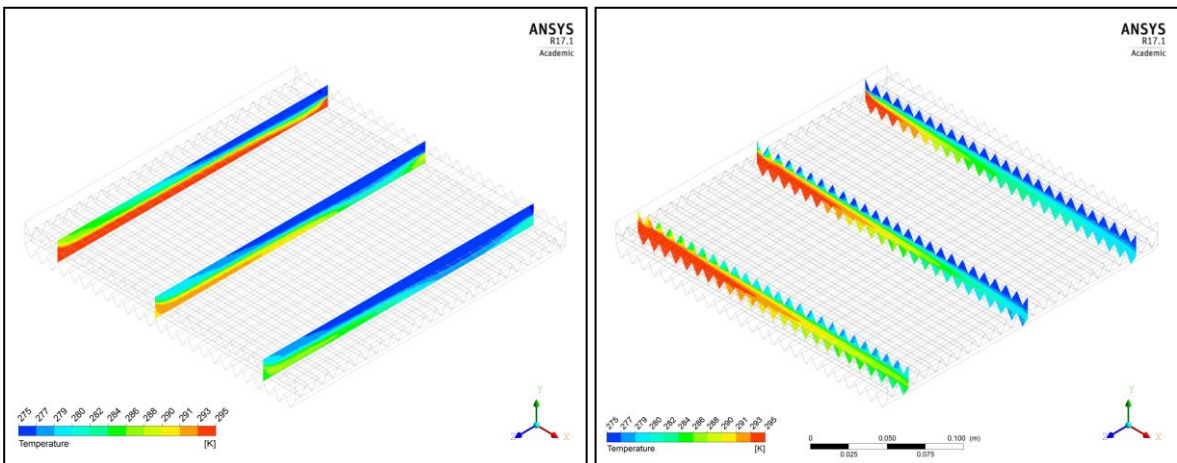 ANSYS
R17.1
Academic
275 277 279 280 282 284 286 288 290 291 293 295
Temperature [K]
Y
Z X
ANSYS
R17.1
Academic
275 277 279 280 282 284 286 288 290 291 293 295
Temperature [K]
0 0.050 0.100 (m)
0.025 0.075
Y
Z X